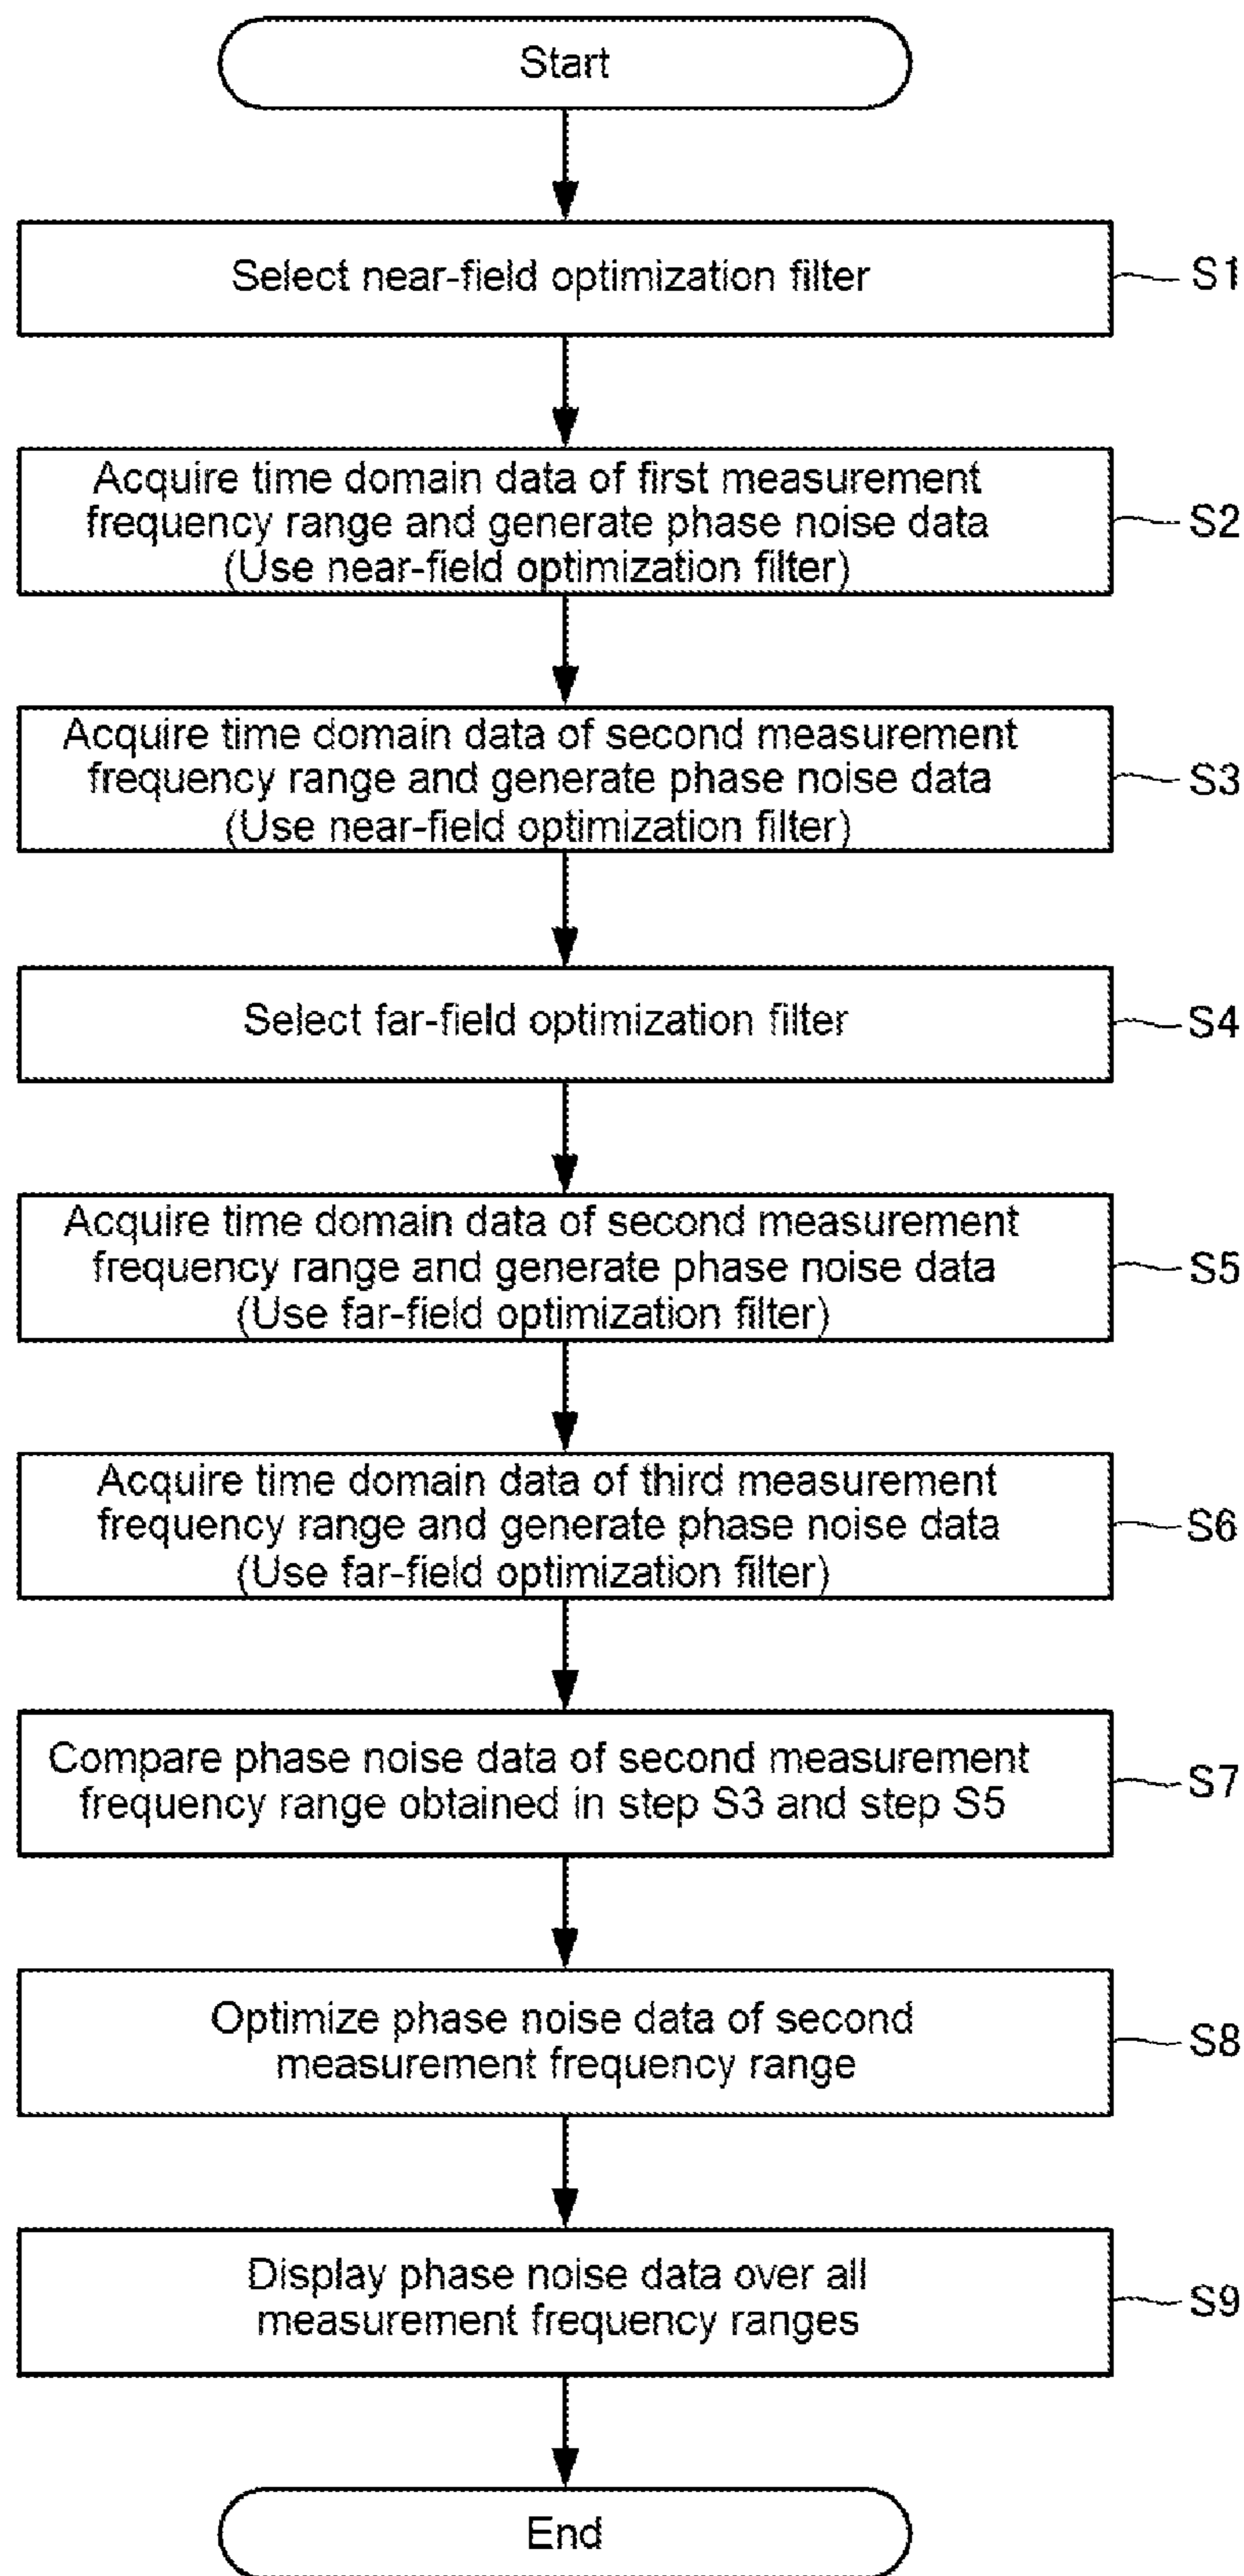 Start
Select near-field optimization filter
S1
Acquire time domain data of first measurement
frequency range and generate phase noise data
(Use near-field optimization filter)
S2
Acquire time domain data of second measurement
frequency range and generate phase noise data
(Use near-field optimization filter)
S3
Select far-field optimization filter
S4
Acquire time domain data of second measurement
frequency range and generate phase noise data
(Use far-field optimization filter)
S5
Acquire time domain data of third measurement
frequency range and generate phase noise data
(Use far-field optimization filter)
S6
Compare phase noise data of second measurement
frequency range obtained in step S3 and step S5
S7
Optimize phase noise data of second
measurement frequency range
S8
Display phase noise data over all
measurement frequency ranges
S9
End